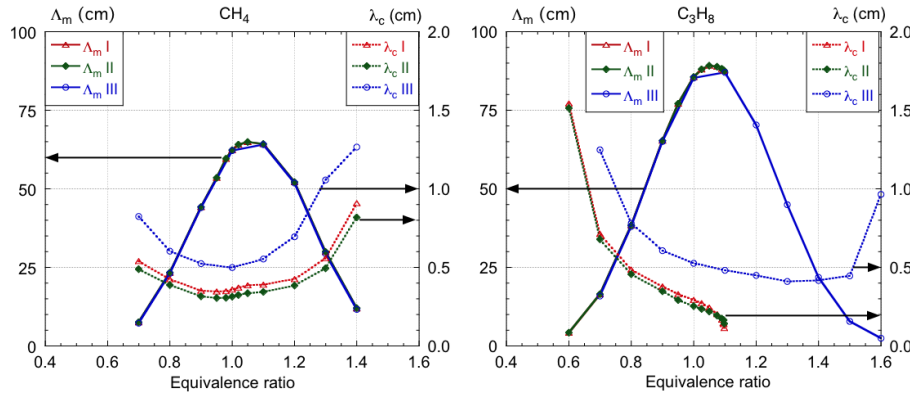 Λm (cm) CH4 λc (cm)
100 2.0
Λm I λc I
Λm II λc II
Λm III λc III
75 1.5
50 1.0
25 0.5
0 0.0
0.4 0.6 0.8 1.0 1.2 1.4 1.6
Equivalence ratio
Λm (cm) C3H8 λc (cm)
100 2.0
Λm I λc I
Λm II λc II
Λm III λc III
75 1.5
50 1.0
25 0.5
0 0.0
0.4 0.6 0.8 1.0 1.2 1.4 1.6
Equivalence ratio